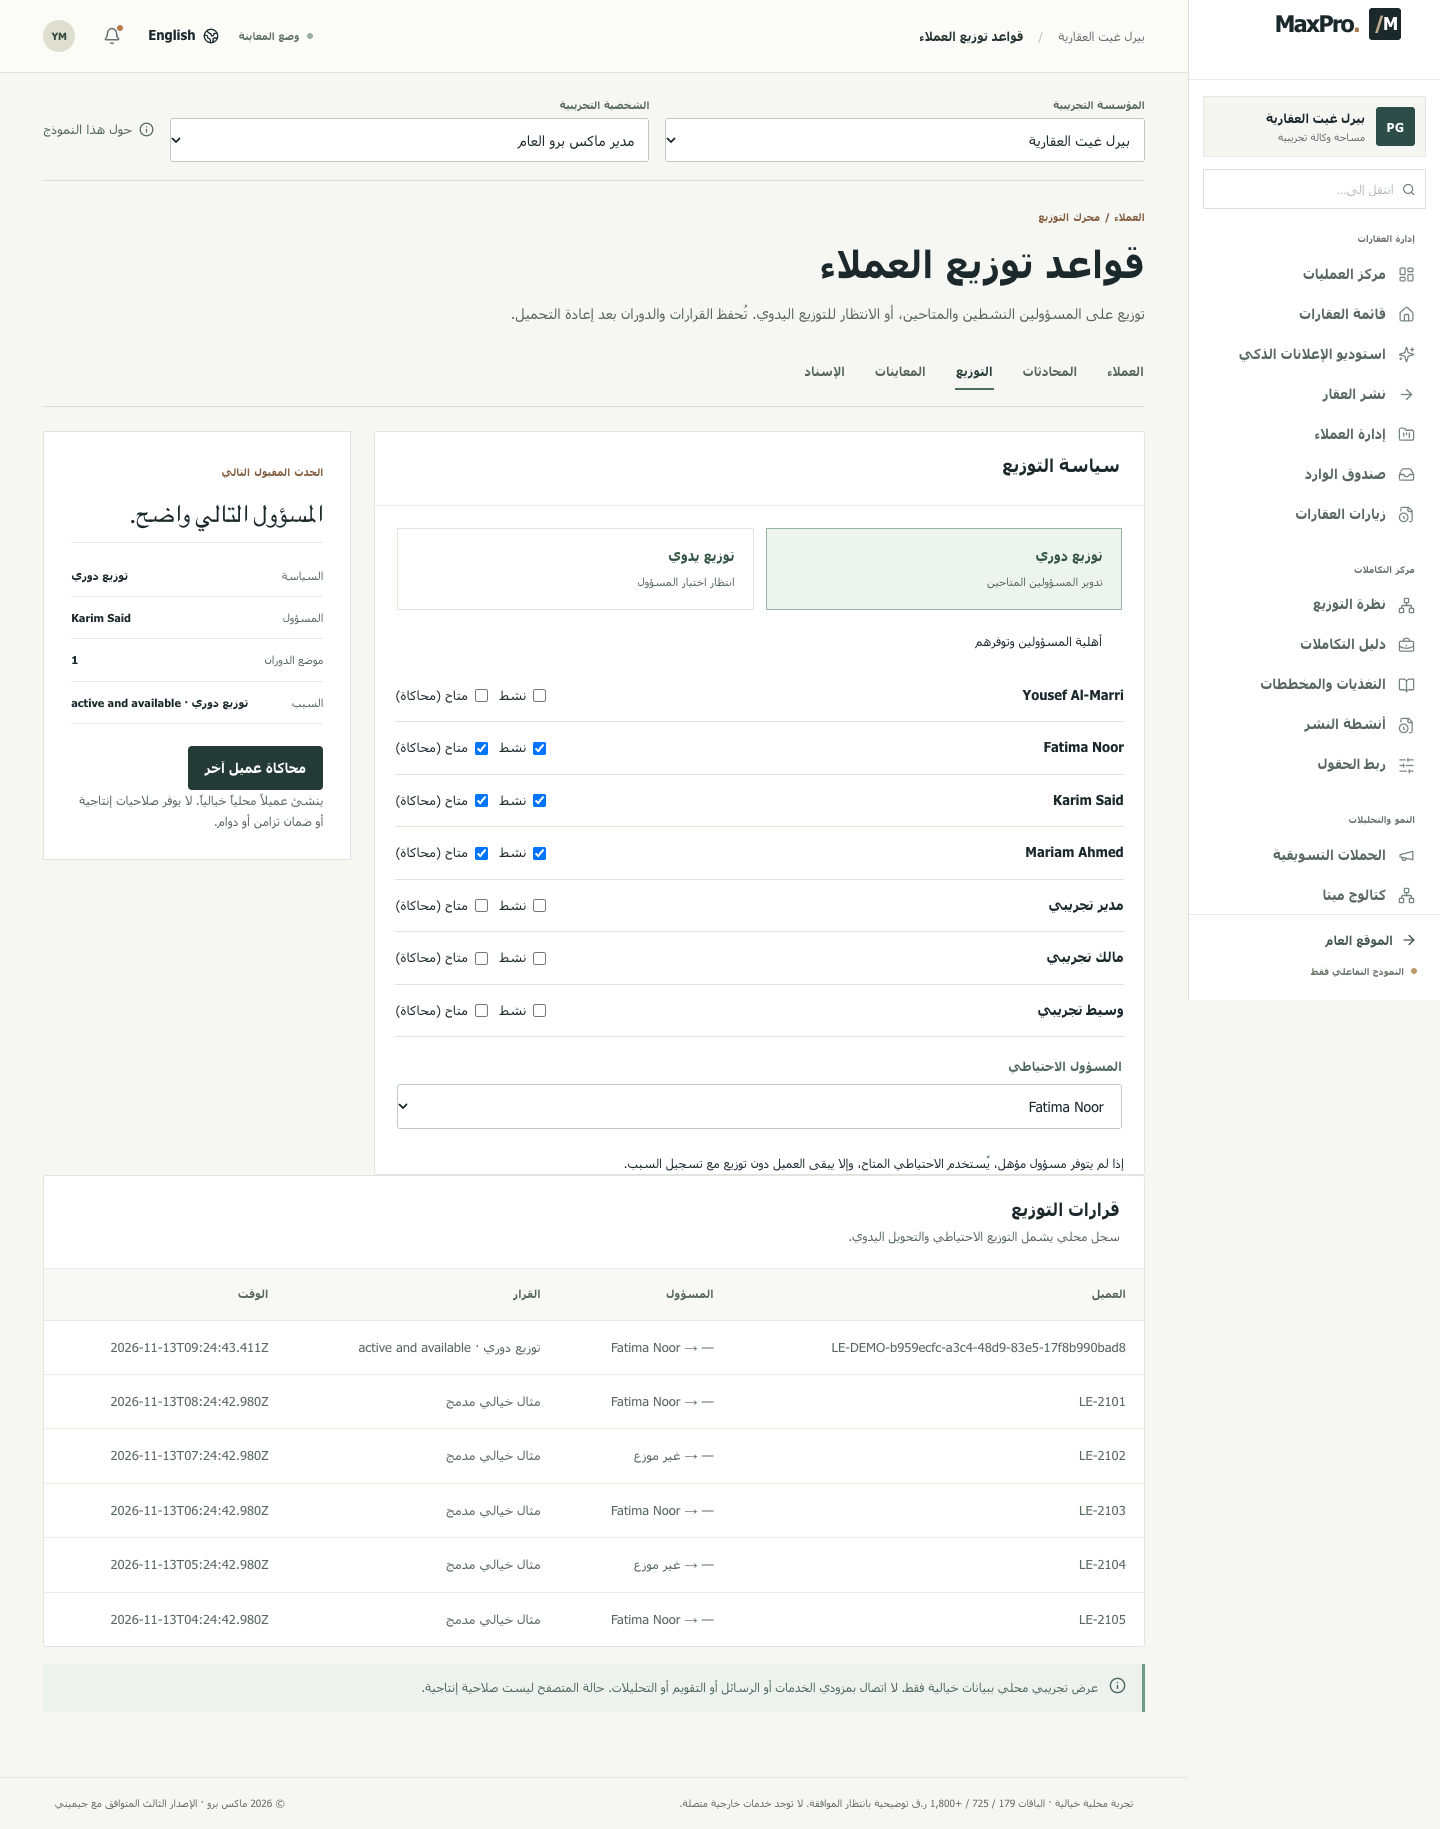 /M MaxPro.
PG
بيرل غيت العقارية
مساحة وكالة تجريبية
انتقل إلى...
إدارة العقارات
مركز العمليات
قائمة العقارات
استوديو الإعلانات الذكي
نشر العقار
إدارة العملاء
صندوق الوارد
زيارات العقارات
مركز التكاملات
نظرة التوزيع
دليل التكاملات
التغذيات والمخططات
أنشطة النشر
ربط الحقول
النمو والتحليلات
الحملات التسويقية
كتالوج ميتا
الموقع العام
النموذج التفاعلي فقط
بيرل غيت العقارية / قواعد توزيع العملاء
وضع المعاينة
English
YM
المؤسسة التجريبية
بيرل غيت العقارية
الشخصية التجريبية
مدير ماكس برو العام
حول هذا النموذج
العملاء / محرك التوزيع
قواعد توزيع العملاء
توزيع على المسؤولين النشطين والمتاحين، أو الانتظار للتوزيع اليدوي. تُحفظ القرارات والدوران بعد إعادة التحميل.
العملاء المحادثات التوزيع المعاينات الإسناد
سياسة التوزيع
توزيع دوري
تدوير المسؤولين المتاحين
توزيع يدوي
انتظار اختيار المسؤول
أهلية المسؤولين وتوفرهم
Yousef Al-Marri نشط متاح (محاكاة)
Fatima Noor نشط متاح (محاكاة)
Karim Said نشط متاح (محاكاة)
Mariam Ahmed نشط متاح (محاكاة)
مدير تجريبي نشط متاح (محاكاة)
مالك تجريبي نشط متاح (محاكاة)
وسيط تجريبي نشط متاح (محاكاة)
المسؤول الاحتياطي
Fatima Noor
إذا لم يتوفر مسؤول مؤهل، يُستخدم الاحتياطي المتاح، وإلا يبقى العميل دون توزيع مع تسجيل السبب.
الحدث المقبول التالي
المسؤول التالي واضح.
السياسة توزيع دوري
المسؤول Karim Said
موضع الدوران 1
السبب توزيع دوري · active and available
محاكاة عميل آخر
ينشئ عميلاً محلياً خيالياً. لا يوفر صلاحيات إنتاجية
أو ضمان تزامن أو دوام.
قرارات التوزيع
سجل محلي يشمل التوزيع الاحتياطي والتحويل اليدوي.
العميل المسؤول القرار الوقت
LE-DEMO-b959ecfc-a3c4-48d9-83e5-17f8b990bad8 — → Fatima Noor توزيع دوري · active and available 2026-11-13T09:24:43.411Z
LE-2101 — → Fatima Noor مثال خيالي مدمج 2026-11-13T08:24:42.980Z
LE-2102 — → غير موزع مثال خيالي مدمج 2026-11-13T07:24:42.980Z
LE-2103 — → Fatima Noor مثال خيالي مدمج 2026-11-13T06:24:42.980Z
LE-2104 — → غير موزع مثال خيالي مدمج 2026-11-13T05:24:42.980Z
LE-2105 — → Fatima Noor مثال خيالي مدمج 2026-11-13T04:24:42.980Z
عرض تجريبي محلي ببيانات خيالية فقط. لا اتصال بمزودي الخدمات أو الرسائل أو التقويم أو التحليلات. حالة المتصفح ليست صلاحية إنتاجية.
تجربة محلية خيالية · الباقات 179 / 725 / +1,800 ر.ق توضيحية بانتظار الموافقة. لا توجد خدمات خارجية متصلة.
© 2026 ماكس برو · الإصدار الثالث المتوافق مع جيميني